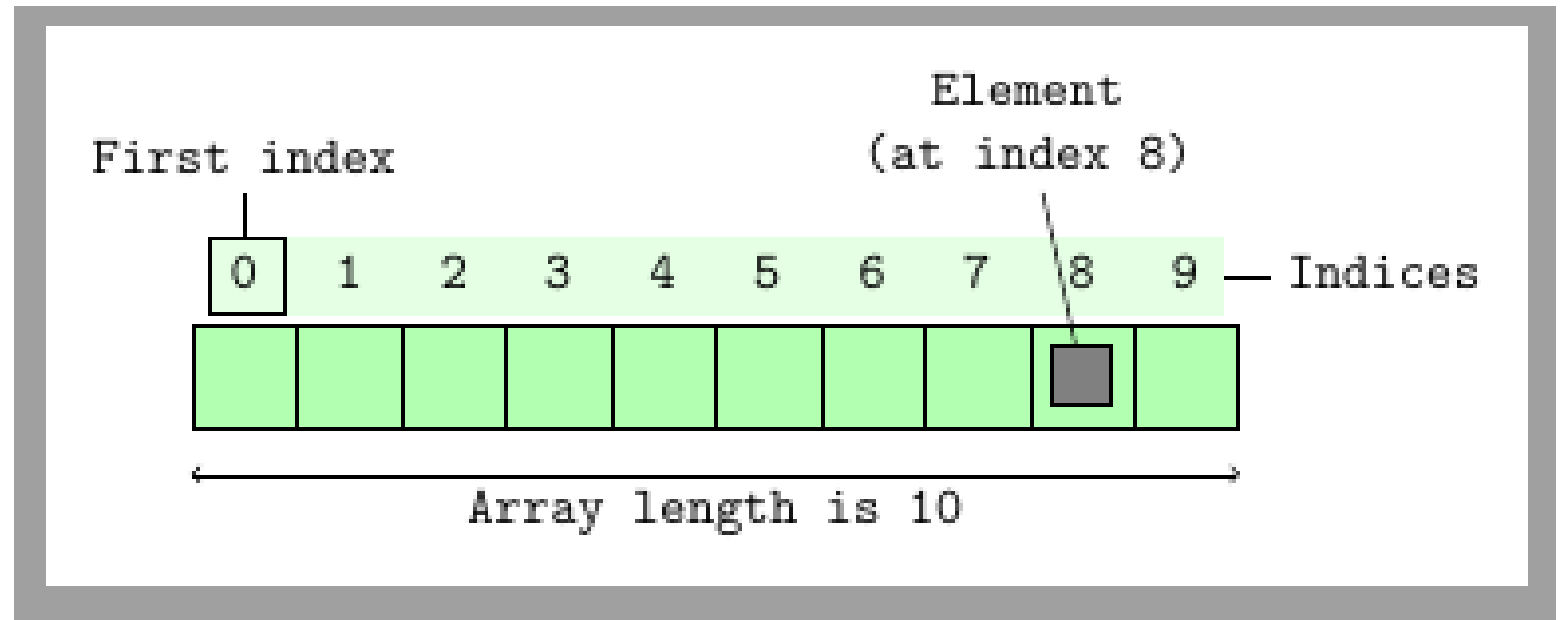 Element
(at index 8)
First index
0 1 2 3 4 5 6 7 8 9
Indices
Array length is 10